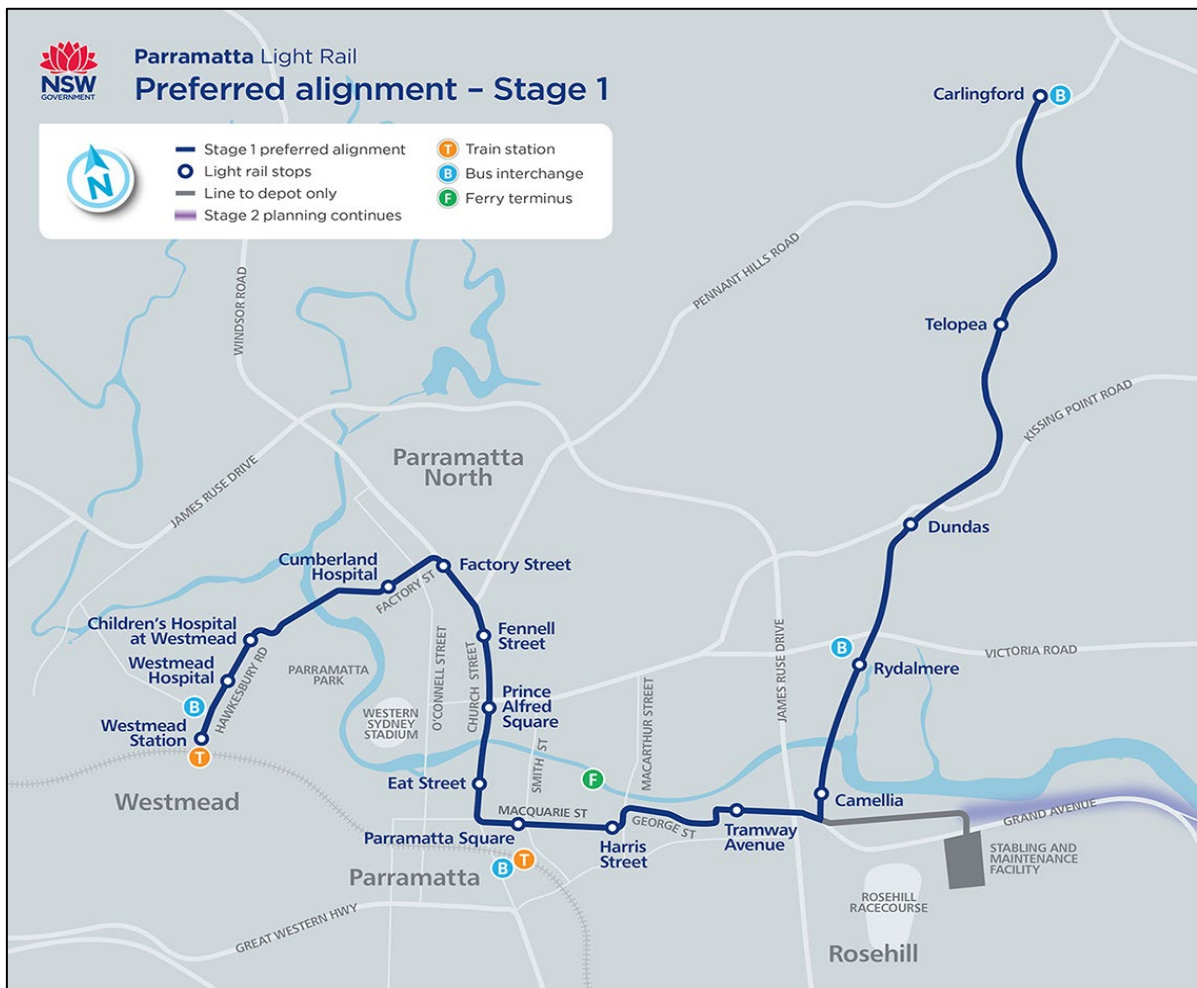 NSW
GOVERNMENT
Parramatta Light Rail
Preferred alignment – Stage 1
N
Stage 1 preferred alignment
Light rail stops
Line to depot only
Stage 2 planning continues
T Train station
B Bus interchange
F Ferry terminus
Carlingford
B
WINDSOR ROAD
PENNANT HILLS ROAD
Telopea
KISSING POINT ROAD
JAMES RUSE DRIVE
Parramatta
North
Dundas
Cumberland
Hospital
FACTORY ST
Factory Street
Children's Hospital
at Westmead
Westmead
Hospital
HAWKESBURY RD
B
Westmead
Station
T
Westmead
PARRAMATTA
PARK
WESTERN
SYDNEY
STADIUM
O'CONNELL STREET
CHURCH STREET
Fennell
Street
Prince
Alfred
Square
SMITH ST
MACARTHUR STREET
JAMES RUSE DRIVE
B
Rydalmere
VICTORIA ROAD
F
Eat Street
MACQUARIE ST
Parramatta Square
B
T
Parramatta
GREAT WESTERN HWY
Harris
Street
GEORGE ST
Tramway
Avenue
Camellia
GRAND AVENUE
STABLING AND
MAINTENANCE
FACILITY
ROSEHILL
RACECOURSE
Rosehill